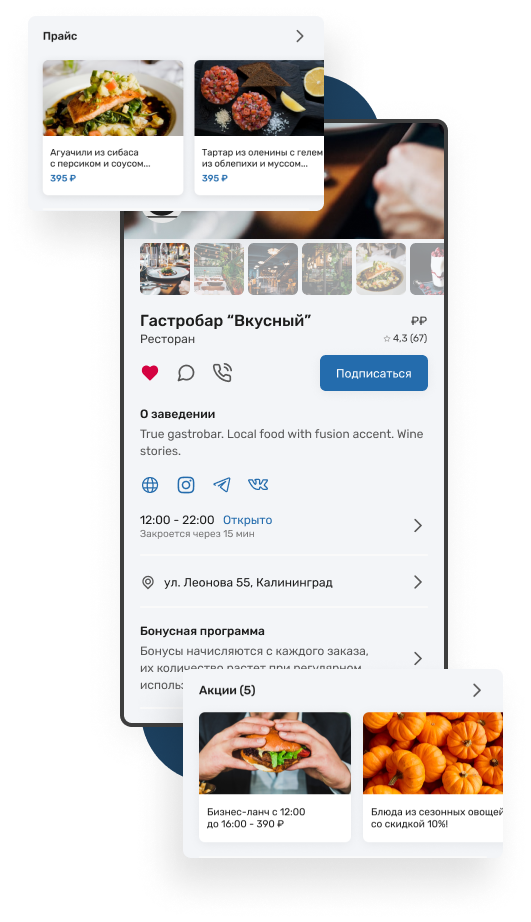 Прайс
Агуачили из сибаса
с персиком и соусом...
395 ₽
Тартар из оленины с гелем
из облепихи и муссом...
395 ₽
Гастробар “Вкусный”
₽₽
Ресторан
4,3 (67)
Подписаться
О заведении
True gastrobar. Local food with fusion accent. Wine
stories.
12:00 - 22:00 Открыто
Закроется через 15 мин
ул. Леонова 55, Калининград
Бонусная программа
Бонусы начисляются с каждого заказа,
их количество растет при регулярном
Акции (5)
Бизнес-ланч с 12:00
до 16:00 - 390 ₽
Блюда из сезонных овощей
со скидкой 10%!